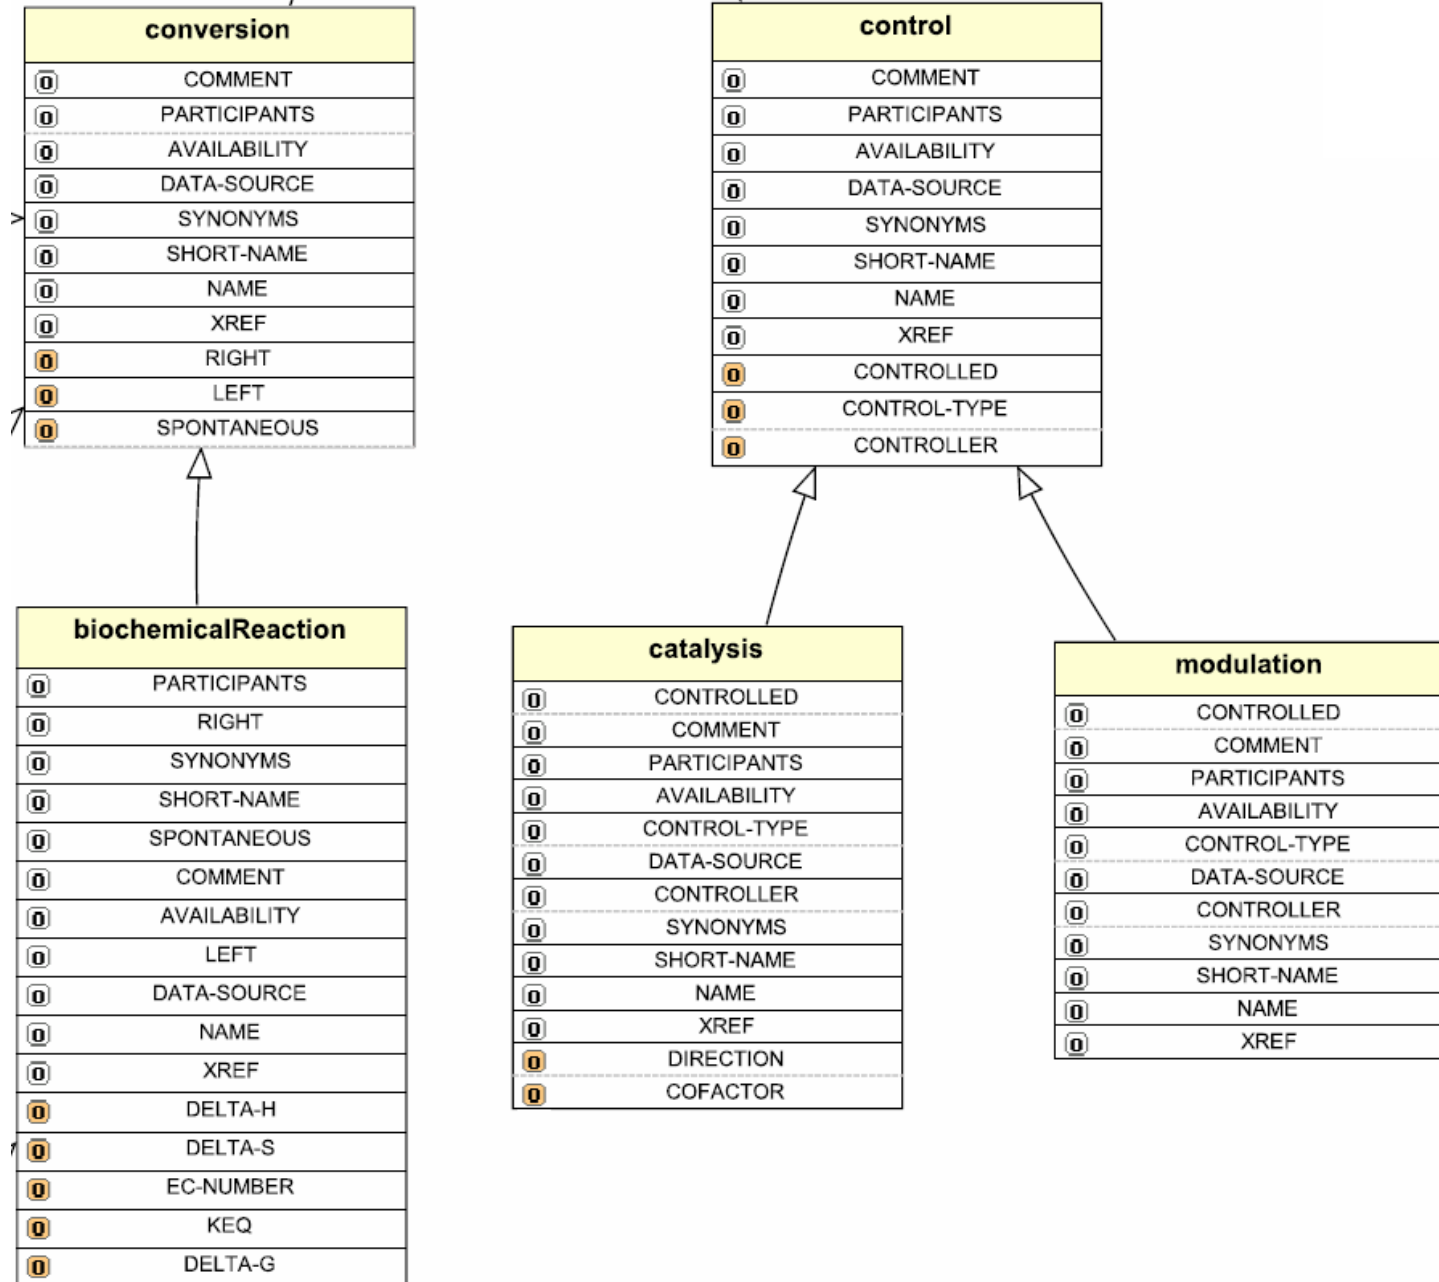 conversion
COMMENT
PARTICIPANTS
AVAILABILITY
DATA-SOURCE
SYNONYMS
SHORT-NAME
NAME
XREF
RIGHT
LEFT
SPONTANEOUS
control
COMMENT
PARTICIPANTS
AVAILABILITY
DATA-SOURCE
SYNONYMS
SHORT-NAME
NAME
XREF
CONTROLLED
CONTROL-TYPE
CONTROLLER
biochemicalReaction
PARTICIPANTS
RIGHT
SYNONYMS
SHORT-NAME
SPONTANEOUS
COMMENT
AVAILABILITY
LEFT
DATA-SOURCE
NAME
XREF
DELTA-H
DELTA-S
EC-NUMBER
KEQ
DELTA-G
catalysis
CONTROLLED
COMMENT
PARTICIPANTS
AVAILABILITY
CONTROL-TYPE
DATA-SOURCE
CONTROLLER
SYNONYMS
SHORT-NAME
NAME
XREF
DIRECTION
COFACTOR
modulation
CONTROLLED
COMMENT
PARTICIPANTS
AVAILABILITY
CONTROL-TYPE
DATA-SOURCE
CONTROLLER
SYNONYMS
SHORT-NAME
NAME
XREF